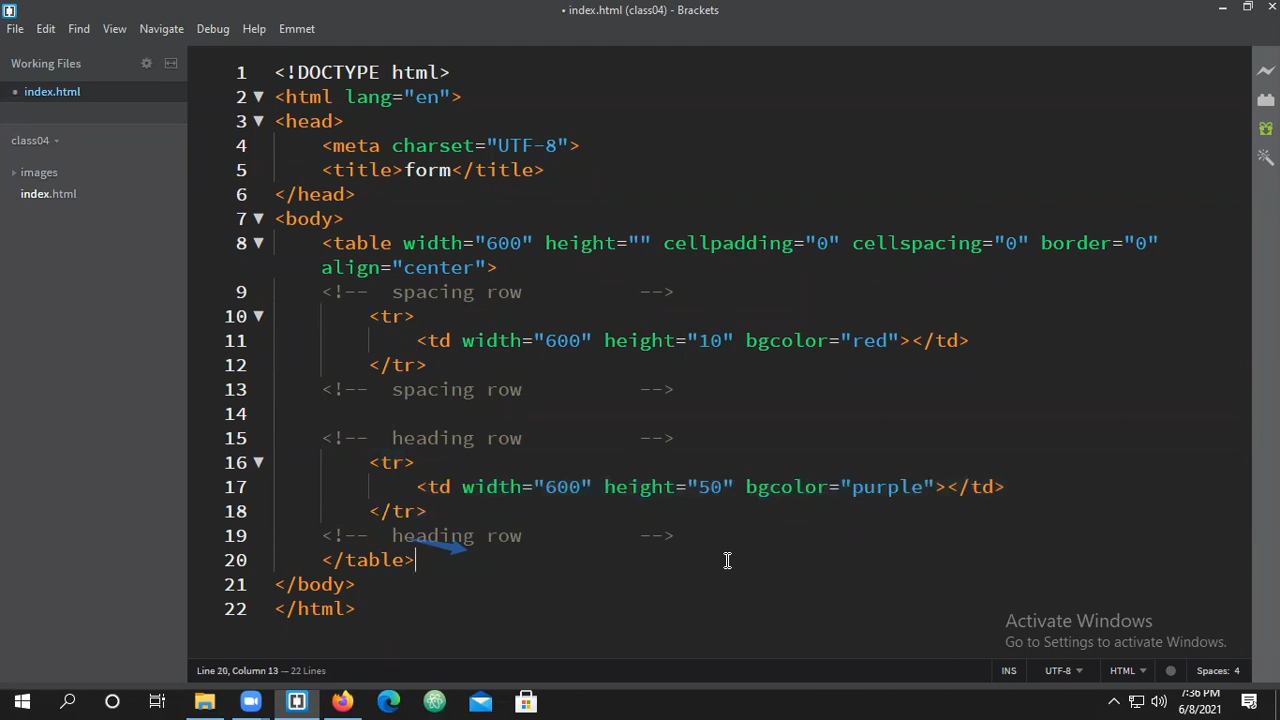 • index.html (class04) - Brackets
File Edit Find View Navigate Debug Help Emmet
Working Files
• index.html
class04
images
index.html
1 <!DOCTYPE html>
2 <html lang="en">
3 <head>
4 <meta charset="UTF-8">
5 <title>form</title>
6 </head>
7 <body>
8 <table width="600" height="" cellpadding="0" cellspacing="0" border="0"
align="center">
9 <!-- spacing row -->
10 <tr>
11 <td width="600" height="10" bgcolor="red"></td>
12 </tr>
13 <!-- spacing row -->
14
15 <!-- heading row -->
16 <tr>
17 <td width="600" height="50" bgcolor="purple"></td>
18 </tr>
19 <!-- heading row -->
20 </table>
21 </body>
22 </html>
Activate Windows
Go to Settings to activate Windows.
Line 20, Column 13 — 22 Lines
INS UTF-8 HTML Spaces: 4
7:36 PM
6/8/2021